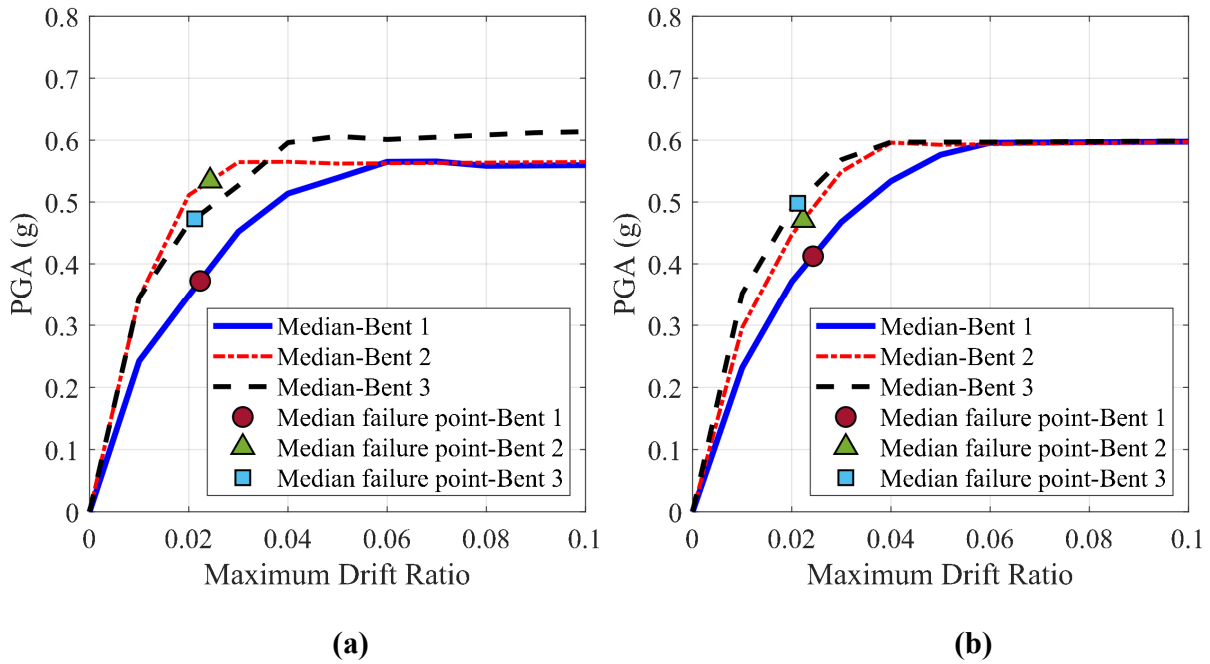 0.8
0.7
0.6
0.5
0.4
0.3
0.2
0.1
0
PGA (g)
Median-Bent 1
Median-Bent 2
Median-Bent 3
Median failure point-Bent 1
Median failure point-Bent 2
Median failure point-Bent 3
0 0.02 0.04 0.06 0.08 0.1
Maximum Drift Ratio
(a)
0.8
0.7
0.6
0.5
0.4
0.3
0.2
0.1
0
PGA (g)
Median-Bent 1
Median-Bent 2
Median-Bent 3
Median failure point-Bent 1
Median failure point-Bent 2
Median failure point-Bent 3
0 0.02 0.04 0.06 0.08 0.1
Maximum Drift Ratio
(b)